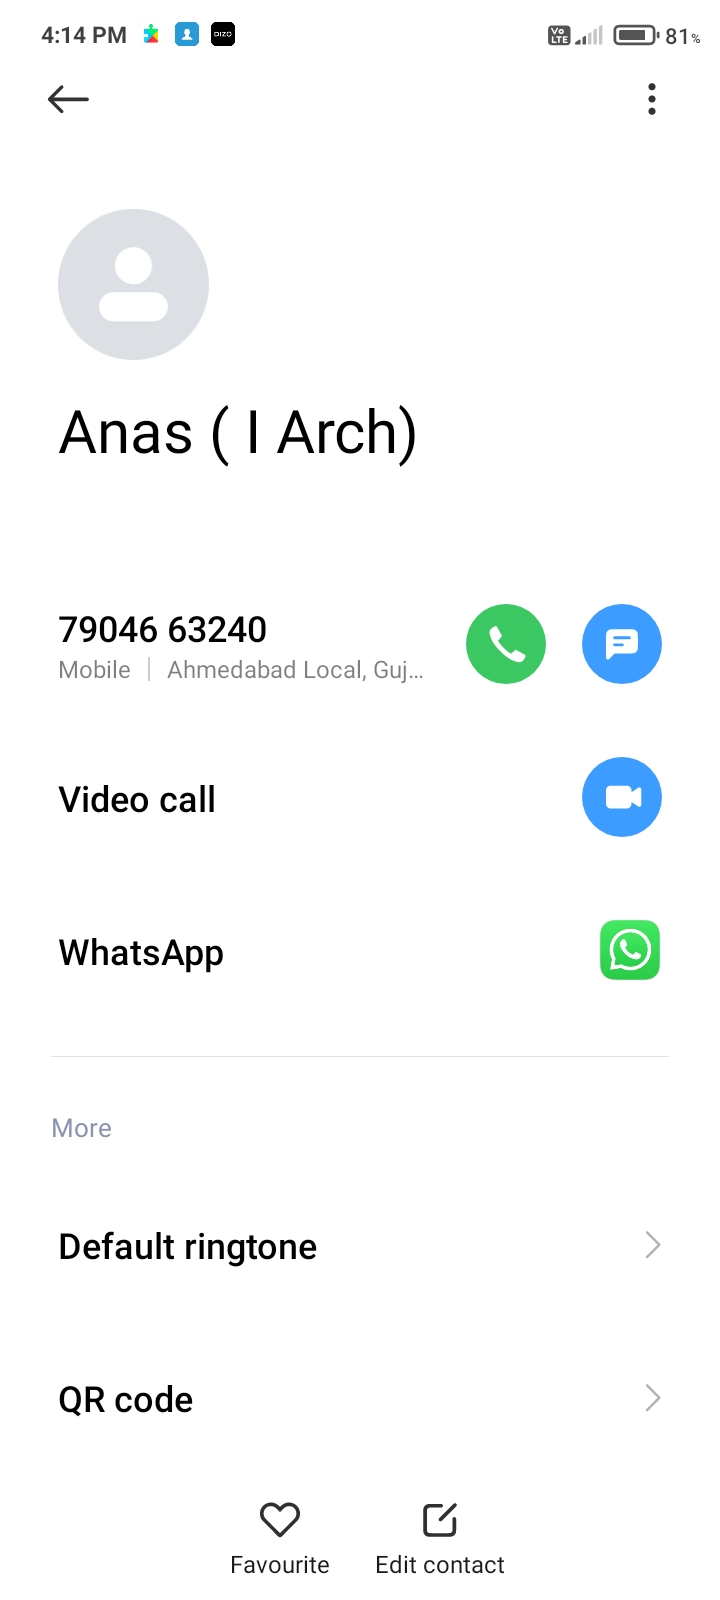 4:14 PM DIZO Vo LTE 81%
Anas ( I Arch)
79046 63240
Mobile | Ahmedabad Local, Guj...
Video call
WhatsApp
More
Default ringtone
QR code
Favourite Edit contact